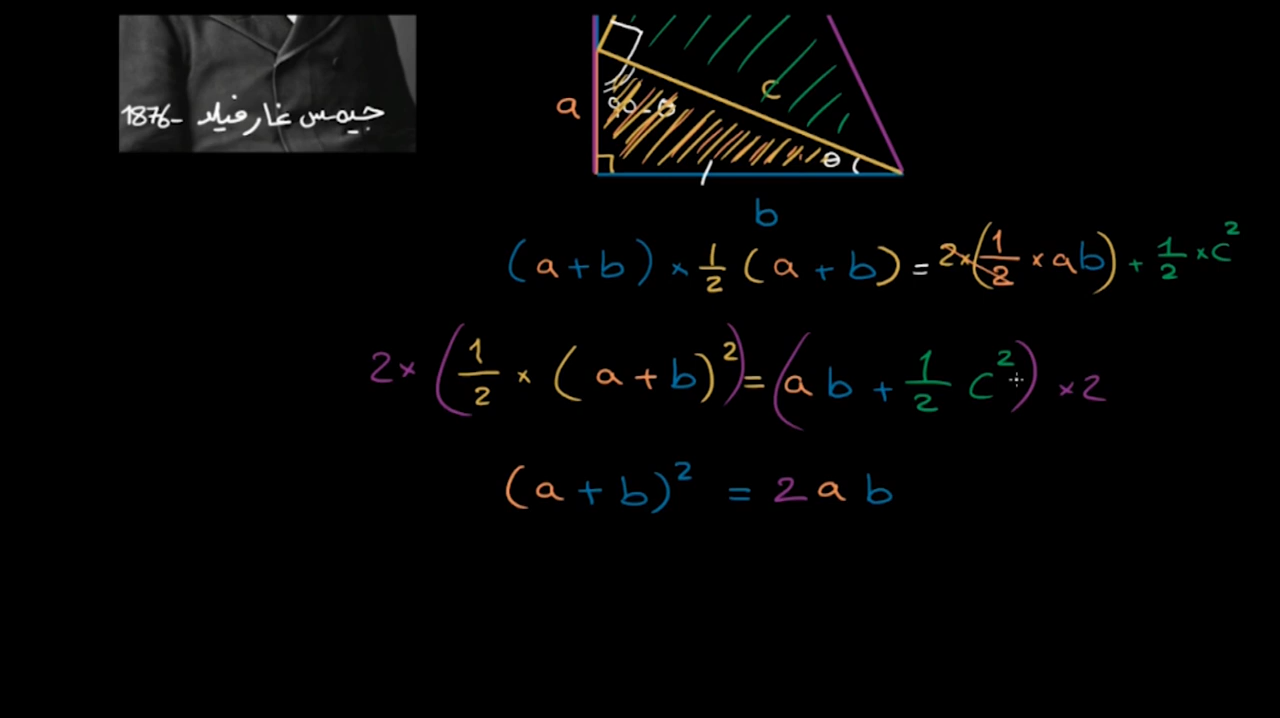 جيمس غارفيلد -1876
a
90-θ
c
θ
b
(a+b) × 1/2 (a+b) = 2×(1/2 × ab) + 1/2 × c²
2×(1/2 × (a+b)²) = (ab + 1/2 c²) × 2
(a+b)² = 2ab